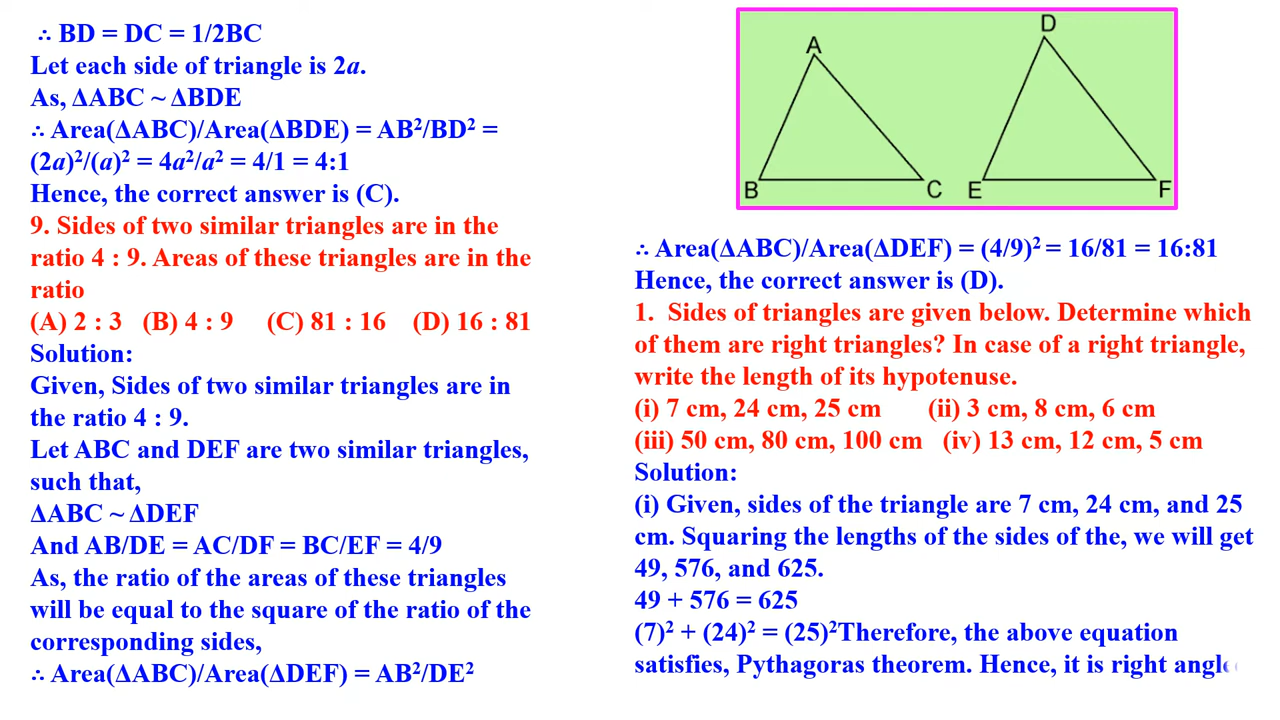 ∴ BD = DC = 1/2BC
Let each side of triangle is 2a.
As, ΔABC ~ ΔBDE
∴ Area(ΔABC)/Area(ΔBDE) = AB²/BD² =
(2a)²/(a)² = 4a²/a² = 4/1 = 4:1
Hence, the correct answer is (C).
9. Sides of two similar triangles are in the
ratio 4 : 9. Areas of these triangles are in the
ratio
(A) 2 : 3 (B) 4 : 9 (C) 81 : 16 (D) 16 : 81
Solution:
Given, Sides of two similar triangles are in
the ratio 4 : 9.
Let ABC and DEF are two similar triangles,
such that,
ΔABC ~ ΔDEF
And AB/DE = AC/DF = BC/EF = 4/9
As, the ratio of the areas of these triangles
will be equal to the square of the ratio of the
corresponding sides,
∴ Area(ΔABC)/Area(ΔDEF) = AB²/DE²
A
B
C
D
E
F
∴ Area(ΔABC)/Area(ΔDEF) = (4/9)² = 16/81 = 16:81
Hence, the correct answer is (D).
1. Sides of triangles are given below. Determine which
of them are right triangles? In case of a right triangle,
write the length of its hypotenuse.
(i) 7 cm, 24 cm, 25 cm (ii) 3 cm, 8 cm, 6 cm
(iii) 50 cm, 80 cm, 100 cm (iv) 13 cm, 12 cm, 5 cm
Solution:
(i) Given, sides of the triangle are 7 cm, 24 cm, and 25
cm. Squaring the lengths of the sides of the, we will get
49, 576, and 625.
49 + 576 = 625
(7)² + (24)² = (25)²Therefore, the above equation
satisfies, Pythagoras theorem. Hence, it is right